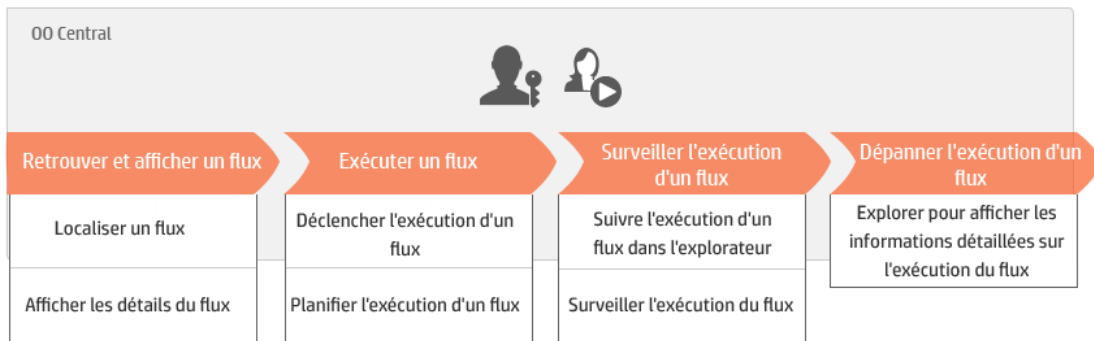 OO Central
Retrouver et afficher un flux
Exécuter un flux
Surveiller l'exécution
d'un flux
Dépanner l'exécution d'un
flux
Localiser un flux
Afficher les détails du flux
Déclencher l'exécution d'un
flux
Planifier l'exécution d'un flux
Suivre l'exécution d'un
flux dans l'explorateur
Surveiller l'exécution du flux
Explorer pour afficher les
informations détaillées sur
l'exécution du flux